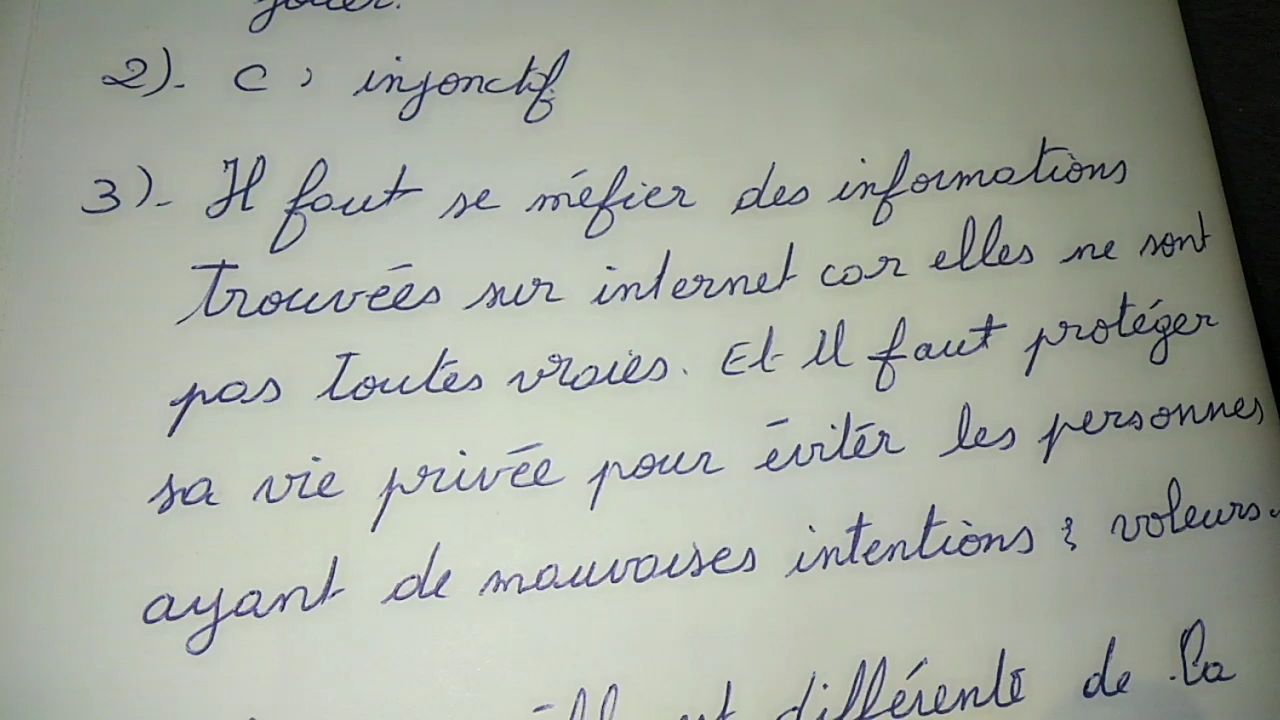 jouer.
2)- C, injonctif
3)- Il faut se méfier des informations
trouvées sur internet car elles ne sont
pas toutes vraies. Et il faut protéger
sa vie privée pour éviter les personnes
ayant de mauvaises intentions : voleurs.
différente de la